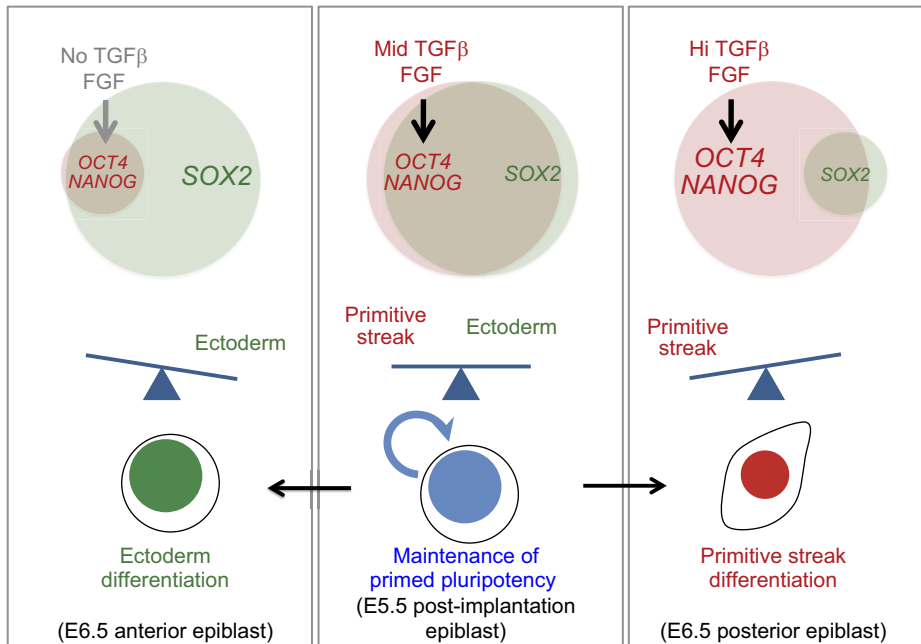 No TGFβ
FGF
OCT4
NANOG
SOX2
Ectoderm
Ectoderm
differentiation
(E6.5 anterior epiblast)
Mid TGFβ
FGF
OCT4
NANOG
SOX2
Primitive
streak
Ectoderm
Maintenance of
primed pluripotency
(E5.5 post-implantation
epiblast)
Hi TGFβ
FGF
OCT4
NANOG
SOX2
Primitive
streak
Primitive streak
differentiation
(E6.5 posterior epiblast)